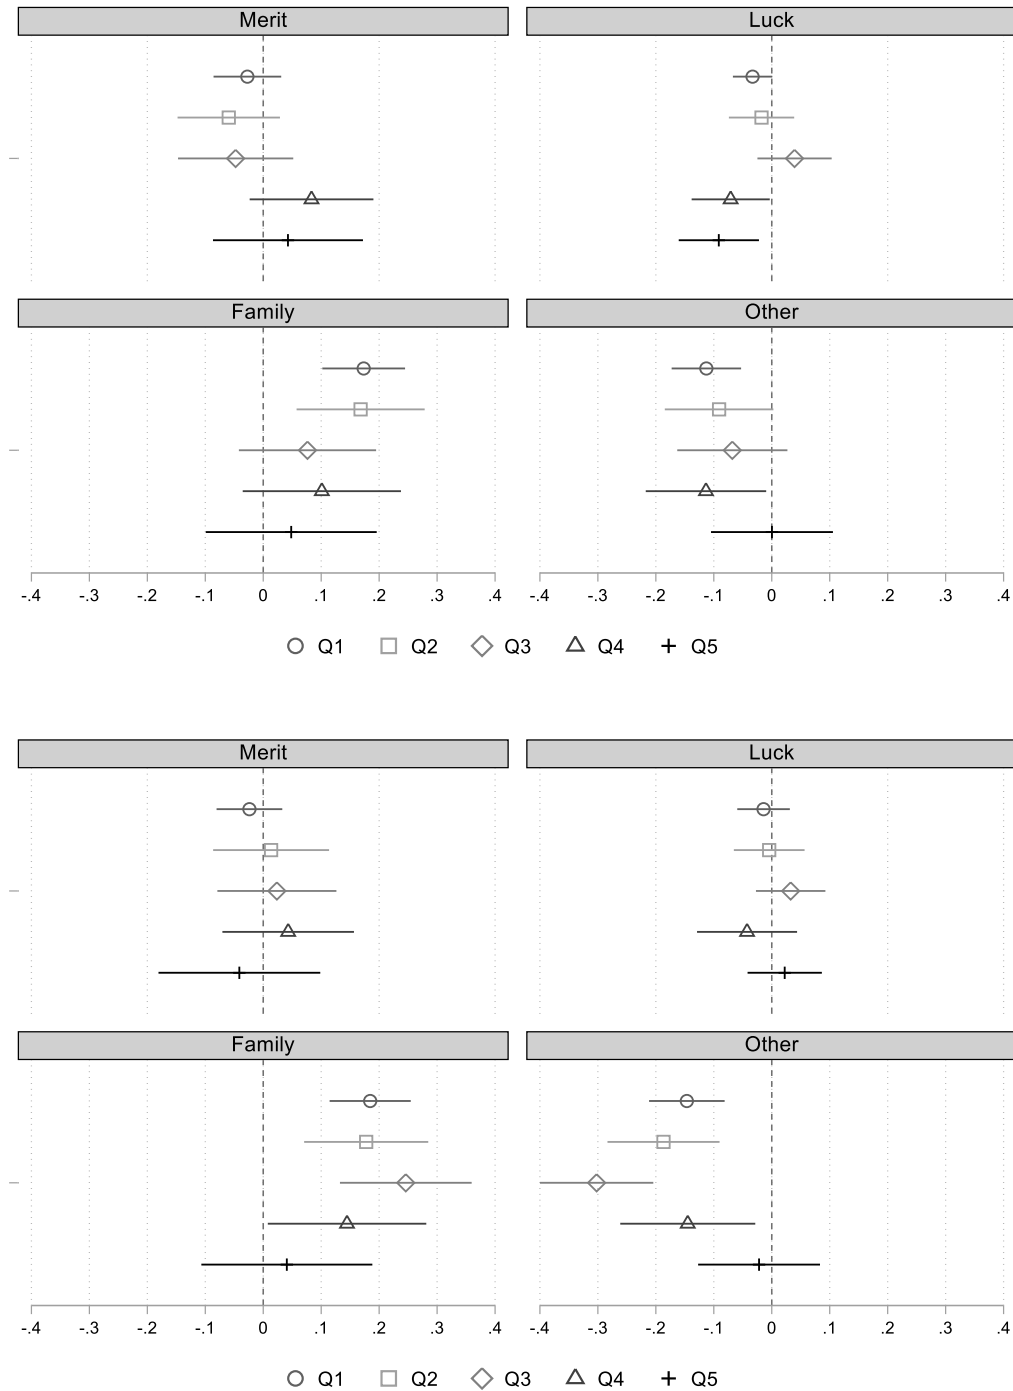 Merit Luck
Family Other
-.4 -.3 -.2 -.1 0 .1 .2 .3 .4 -.4 -.3 -.2 -.1 0 .1 .2 .3 .4
Q1 Q2 Q3 Q4 Q5
Merit Luck
Family Other
-.4 -.3 -.2 -.1 0 .1 .2 .3 .4 -.4 -.3 -.2 -.1 0 .1 .2 .3 .4
Q1 Q2 Q3 Q4 Q5